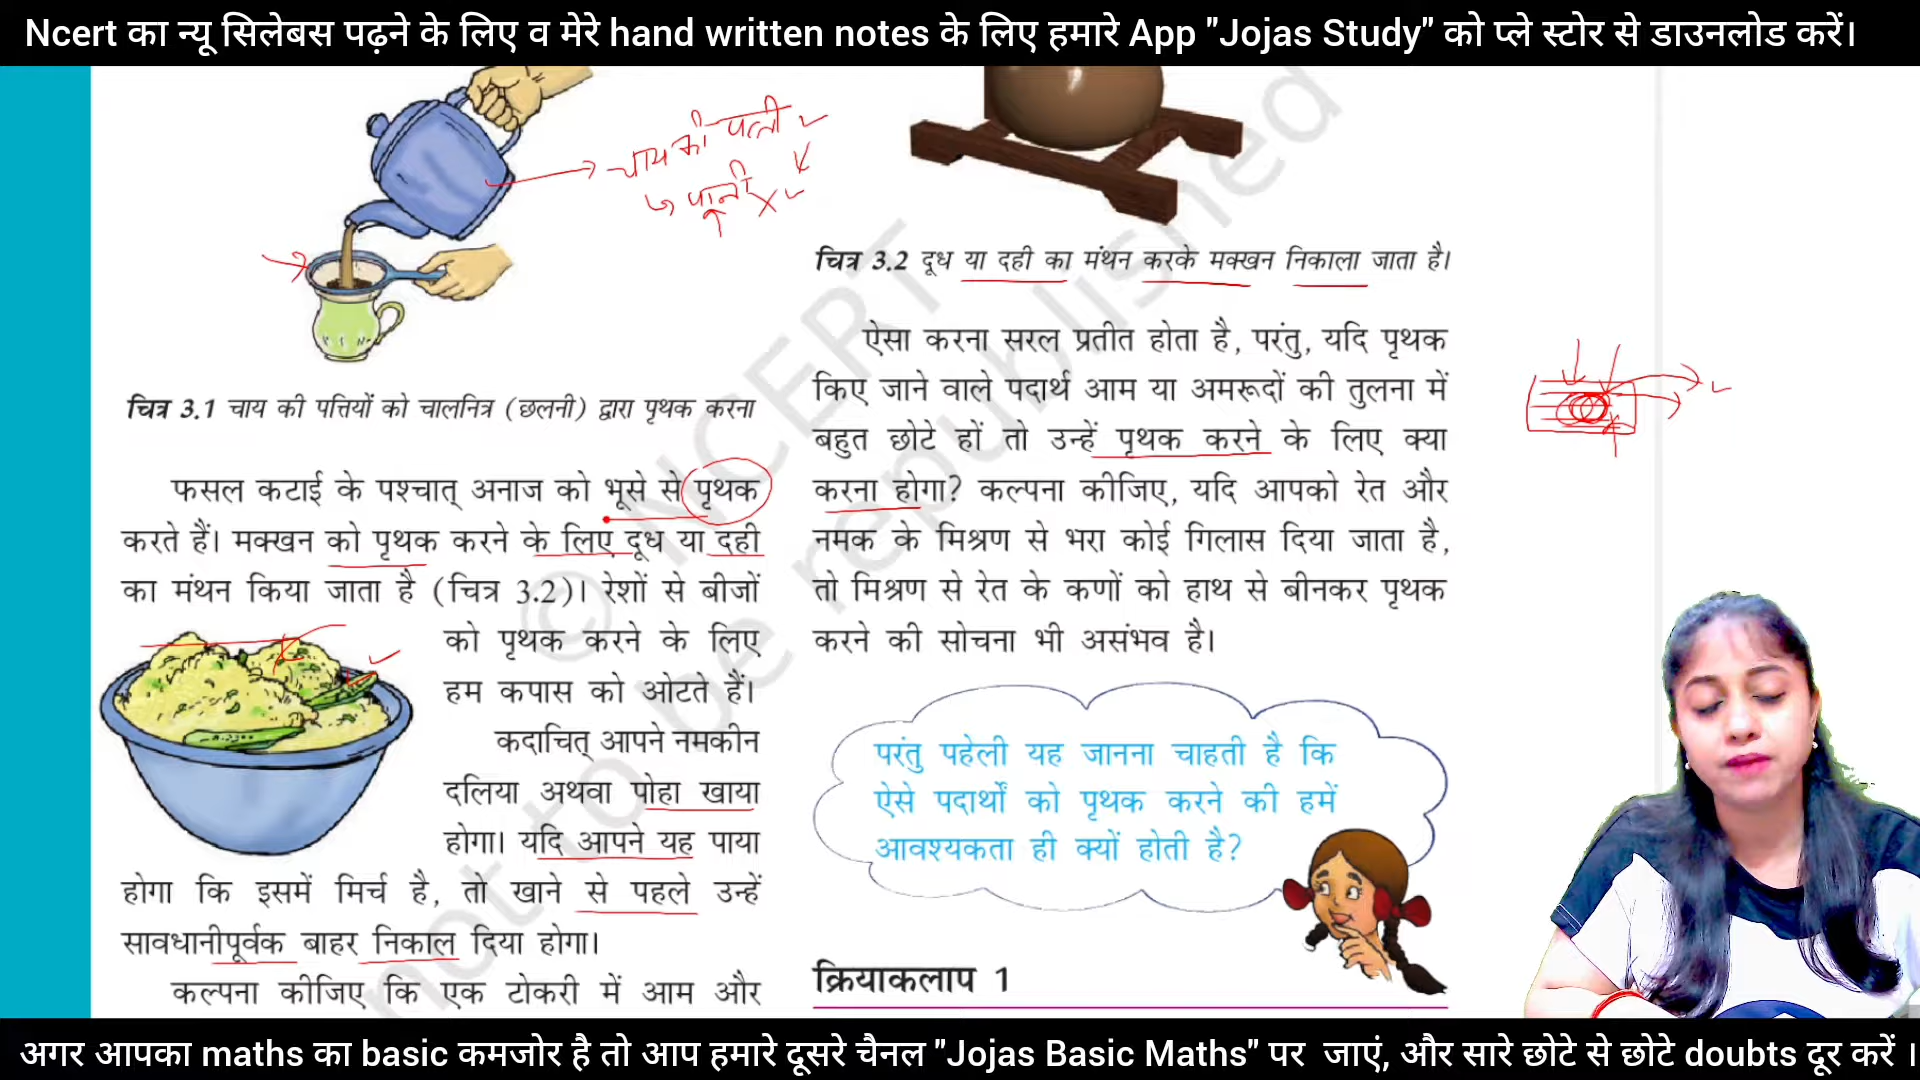 Ncert का न्यू सिलेबस पढ़ने के लिए व मेरे hand written notes के लिए हमारे App "Jojas Study" को प्ले स्टोर से डाउनलोड करें।
चाय की पत्ती
पानी
चित्र 3.1 चाय की पत्तियों को चालनित्र (छलनी) द्वारा पृथक करना
फसल कटाई के पश्चात् अनाज को भूसे से पृथक
करते हैं। मक्खन को पृथक करने के लिए दूध या दही
का मंथन किया जाता है (चित्र 3.2)। रेशों से बीजों
को पृथक करने के लिए
हम कपास को ओटते हैं।
कदाचित् आपने नमकीन
दलिया अथवा पोहा खाया
होगा। यदि आपने यह पाया
होगा कि इसमें मिर्च है, तो खाने से पहले उन्हें
सावधानीपूर्वक बाहर निकाल दिया होगा।
कल्पना कीजिए कि एक टोकरी में आम और
चित्र 3.2 दूध या दही का मंथन करके मक्खन निकाला जाता है।
ऐसा करना सरल प्रतीत होता है, परंतु, यदि पृथक
किए जाने वाले पदार्थ आम या अमरूदों की तुलना में
बहुत छोटे हों तो उन्हें पृथक करने के लिए क्या
करना होगा? कल्पना कीजिए, यदि आपको रेत और
नमक के मिश्रण से भरा कोई गिलास दिया जाता है,
तो मिश्रण से रेत के कणों को हाथ से बीनकर पृथक
करने की सोचना भी असंभव है।
परंतु पहेली यह जानना चाहती है कि
ऐसे पदार्थों को पृथक करने की हमें
आवश्यकता ही क्यों होती है?
क्रियाकलाप 1
© NCERT
not to be republished
अगर आपका maths का basic कमजोर है तो आप हमारे दूसरे चैनल "Jojas Basic Maths" पर जाएं, और सारे छोटे से छोटे doubts दूर करें ।